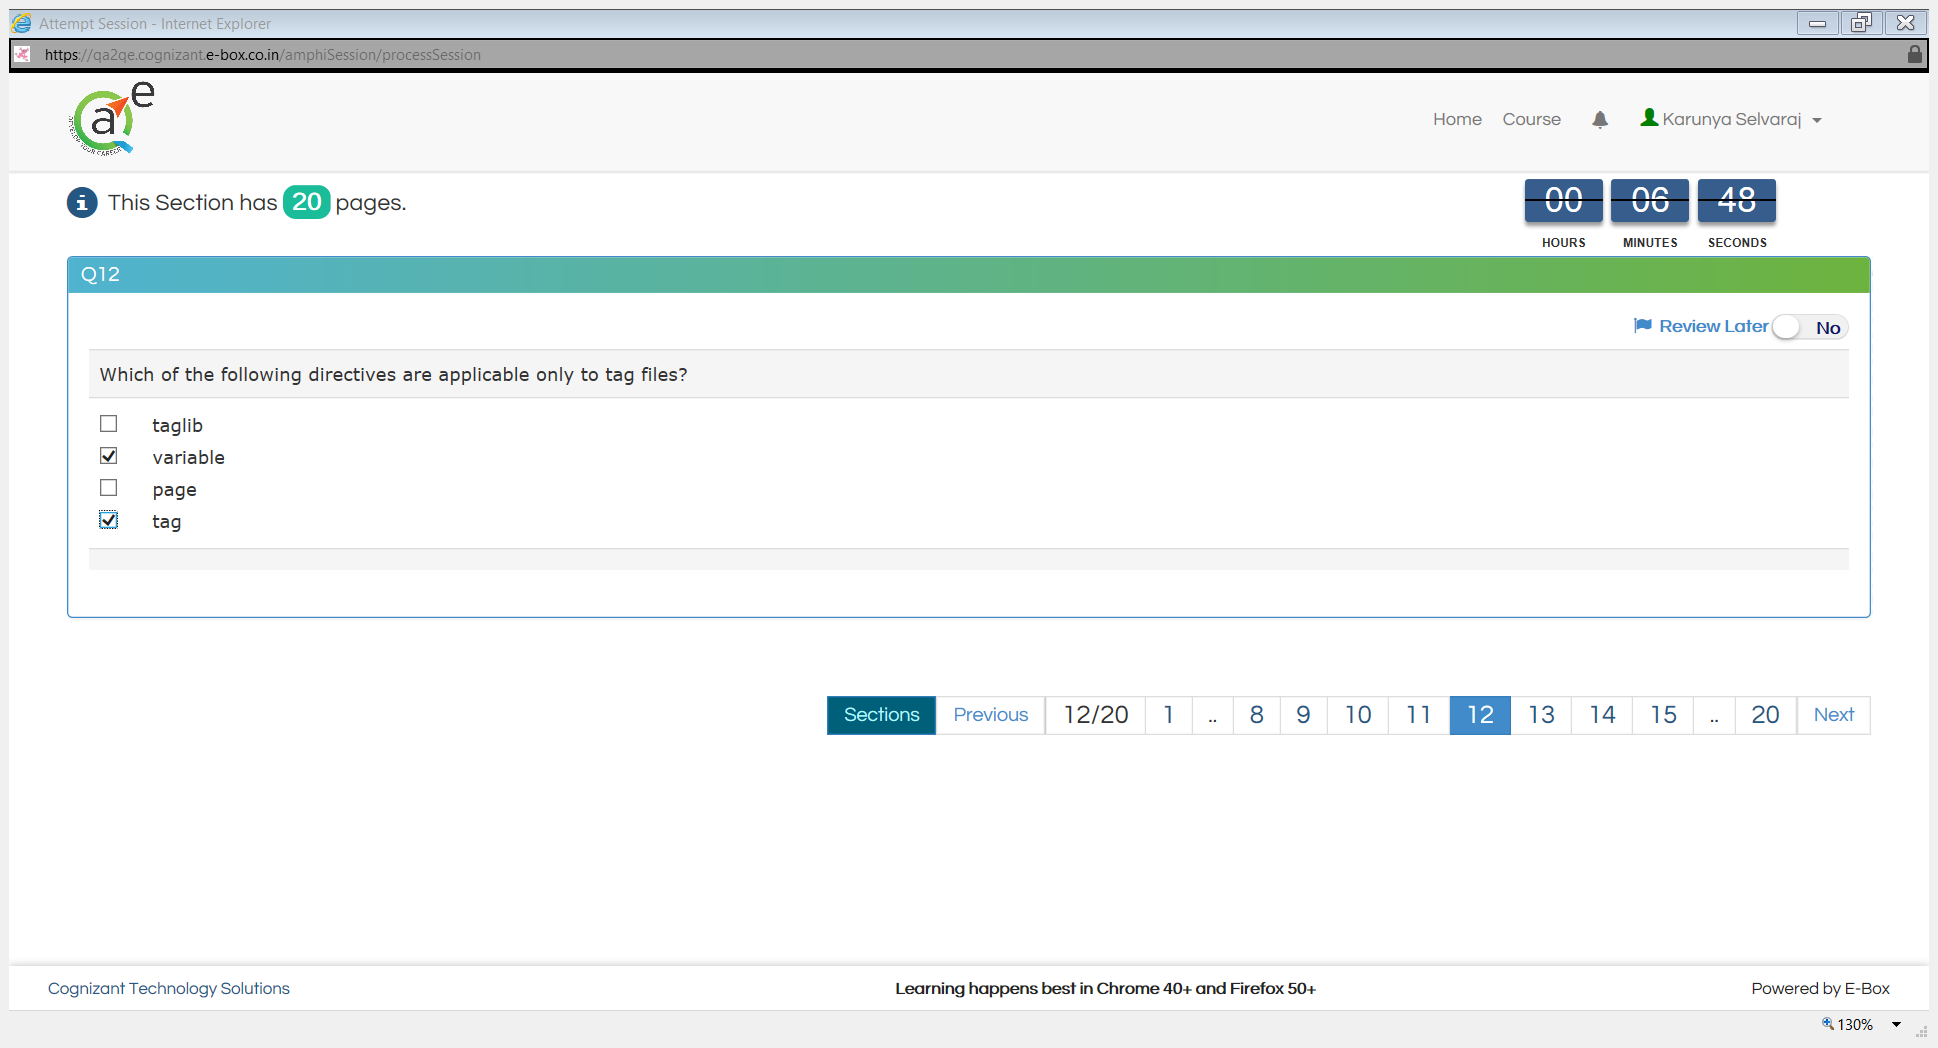 Attempt Session - Internet Explorer
https://qa2qe.cognizant.e-box.co.in/amphiSession/processSession
a e
DEVELOP YOUR CAREER
Home Course Karunya Selvaraj
This Section has 20 pages.
00 06 48
HOURS MINUTES SECONDS
Q12
Review Later No
Which of the following directives are applicable only to tag files?
taglib
variable
page
tag
Sections Previous 12/20 1 .. 8 9 10 11 12 13 14 15 .. 20 Next
Cognizant Technology Solutions Learning happens best in Chrome 40+ and Firefox 50+ Powered by E-Box
130%